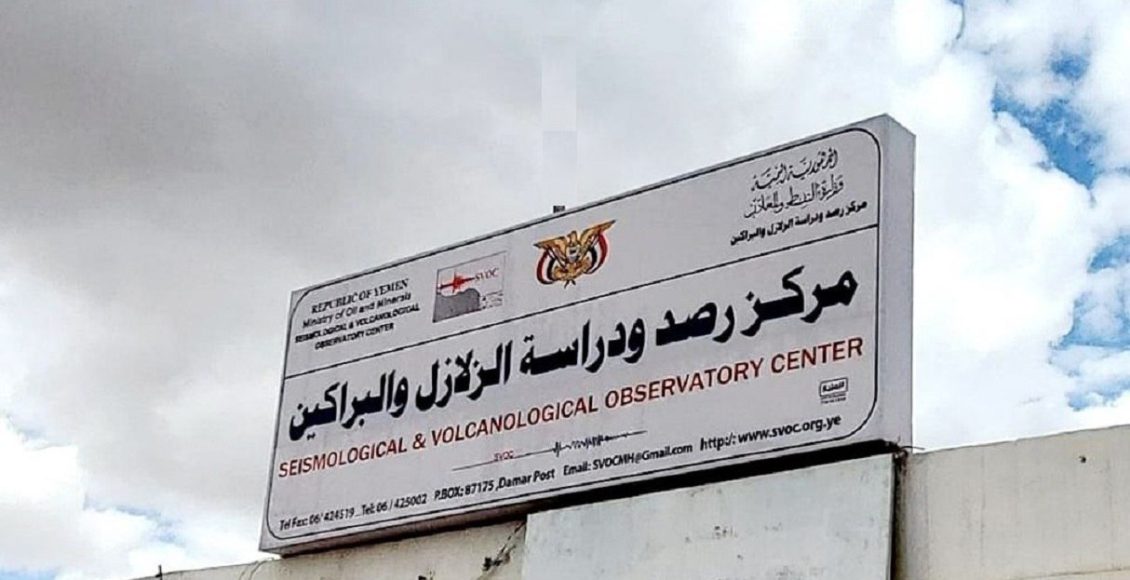 REPUBLIC OF YEMEN
Ministry of Oil and Minerals
SEISMOLOGICAL & VOLCANOLOGICAL
OBSERVATORY CENTER
SVOC
الجمهورية اليمنية
وزارة النفط والمعادن
مركز رصد ودراسة الزلازل والبراكين
مركز رصد ودراسة الزلازل والبراكين
SEISMOLOGICAL & VOLCANOLOGICAL OBSERVATORY CENTER
SVOC
Tel Fax: 06/ 424519 .. Tel: 06 / 425002 P.BOX: 87175 ,Damar Post Email: SVOCMH@Gmail.com http:/: www.svoc.org.ye